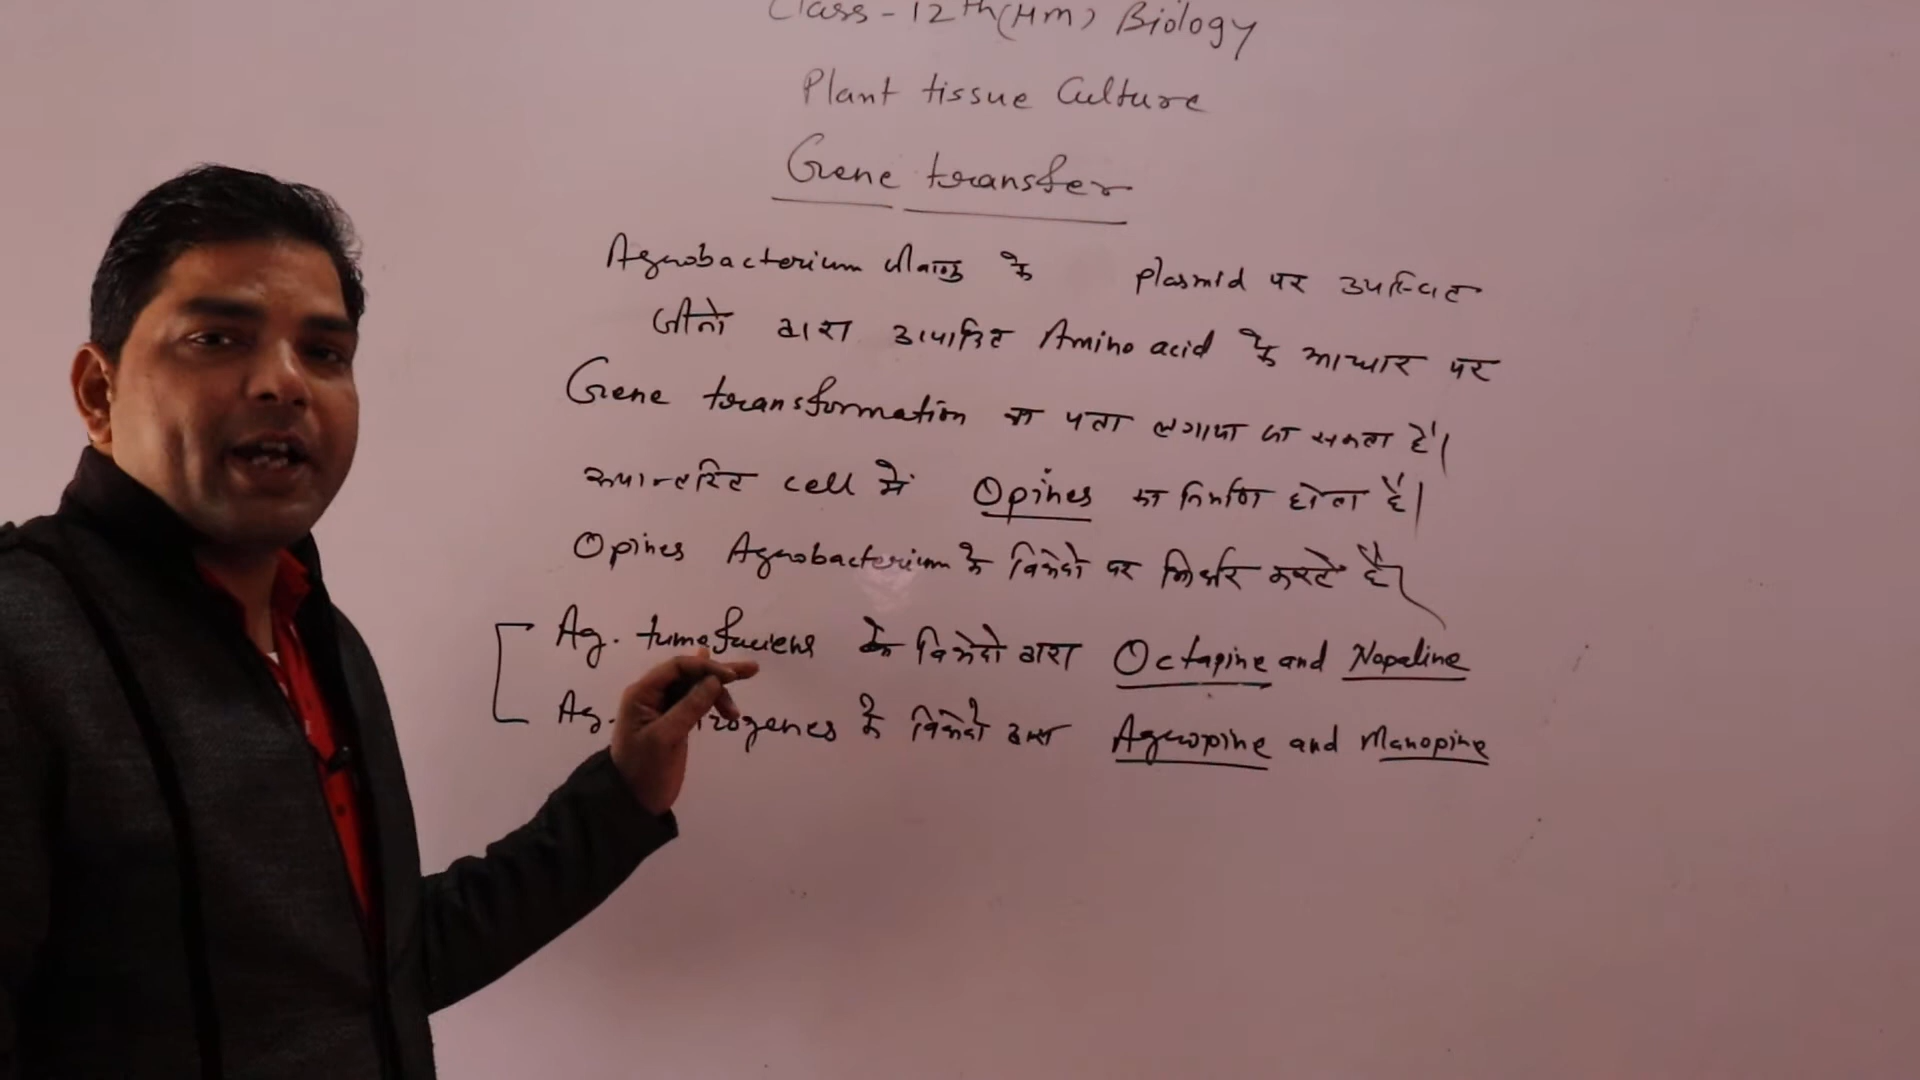 Class-12th(HM) Biology
Plant tissue Culture
Gene transfer
Agrobacterium जीवाणु के plasmid पर उपस्थित
जीनो द्वारा उत्पादित Amino acid के आधार पर
Gene transformation का पता लगाया जा सकता है।
रूपान्तरित cell में Opines का निर्माण होता है।
Opines Agrobacterium के विभेदो पर निर्भर करते है
Ag. tumefaciens के विभेदो द्वारा Octapine and Nopaline
Ag. के विभेदो द्वारा Agropine and Manopine